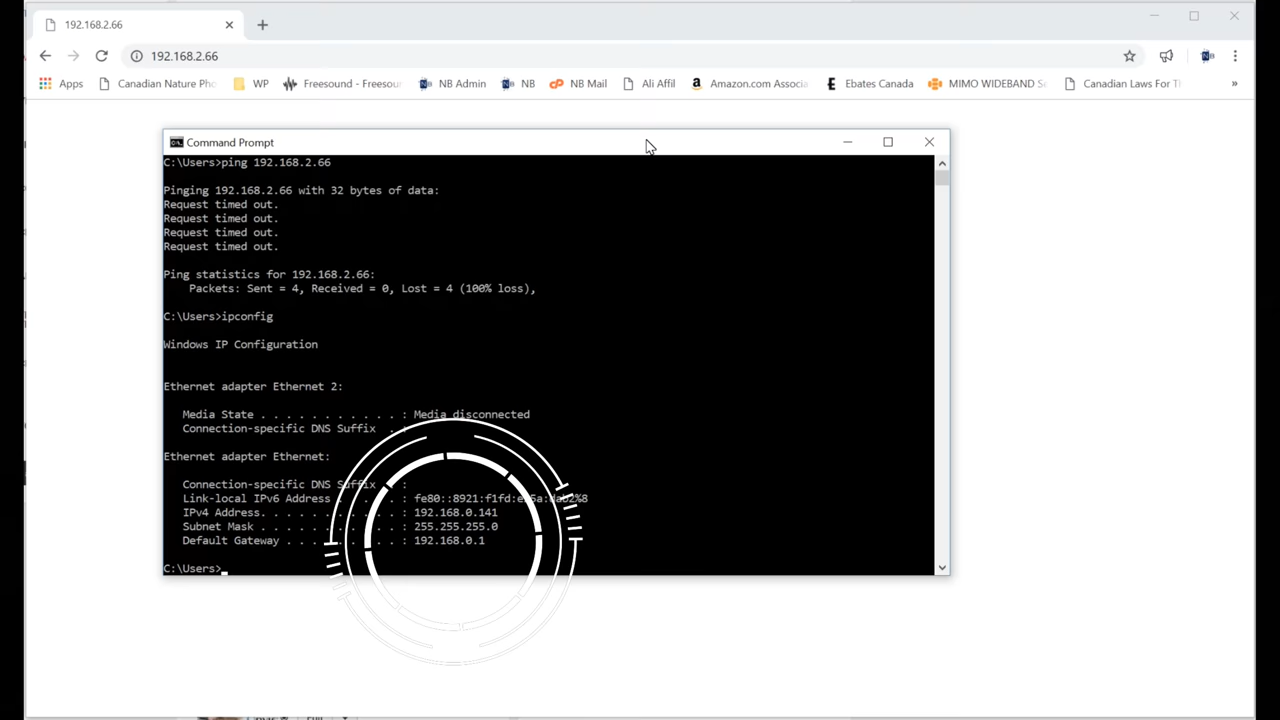 192.168.2.66
192.168.2.66
Apps Canadian Nature Pho WP Freesound - Freesour NB Admin NB NB Mail Ali Affil Amazon.com Associa Ebates Canada MIMO WIDEBAND Se Canadian Laws For Th »
Command Prompt
C:\Users>ping 192.168.2.66
Pinging 192.168.2.66 with 32 bytes of data:
Request timed out.
Request timed out.
Request timed out.
Request timed out.
Ping statistics for 192.168.2.66:
Packets: Sent = 4, Received = 0, Lost = 4 (100% loss),
C:\Users>ipconfig
Windows IP Configuration
Ethernet adapter Ethernet 2:
Media State . . . . . . . . . . . : Media disconnected
Connection-specific DNS Suffix . :
Ethernet adapter Ethernet:
Connection-specific DNS Suffix . :
Link-local IPv6 Address . . . . . :
IPv4 Address. . . . . . . . . . . : 192.168.0.141
Subnet Mask . . . . . . . . . . . : 255.255.255.0
Default Gateway . . . . . . . . . : 192.168.0.1
C:\Users>_